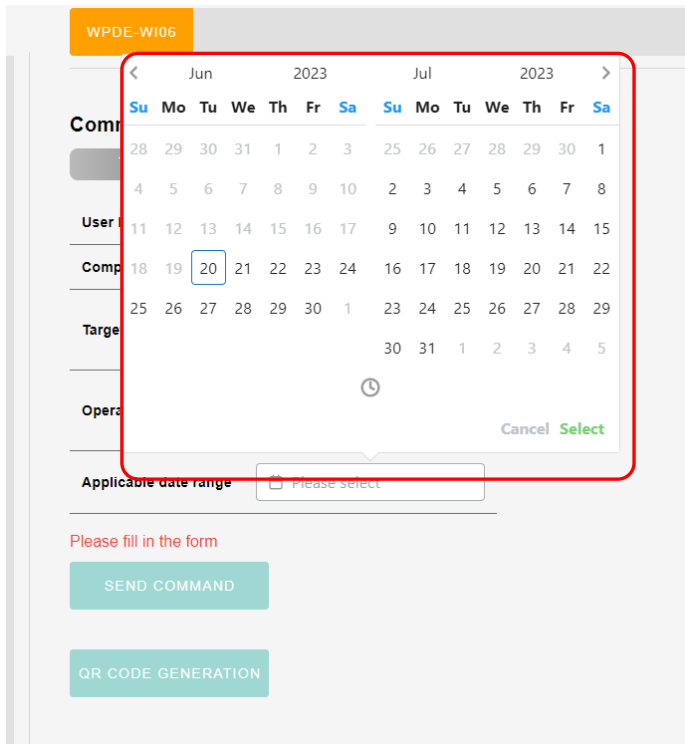 WPDE-WI06
Jun 2023 Jul 2023
Su Mo Tu We Th Fr Sa Su Mo Tu We Th Fr Sa
28 29 30 31 1 2 3 25 26 27 28 29 30 1
4 5 6 7 8 9 10 2 3 4 5 6 7 8
11 12 13 14 15 16 17 9 10 11 12 13 14 15
18 19 20 21 22 23 24 16 17 18 19 20 21 22
25 26 27 28 29 30 1 23 24 25 26 27 28 29
30 31 1 2 3 4 5
Cancel Select
Comm
User
Comp
Targe
Opera
Applicable date range Please select
Please fill in the form
SEND COMMAND
QR CODE GENERATION